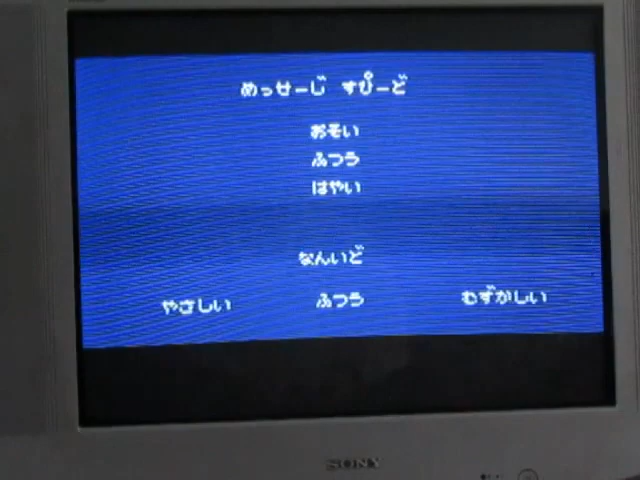 めっせーじ すぴーど
おそい
ふつう
はやい
なんいど
やさしい ふつう むずかしい
SONY